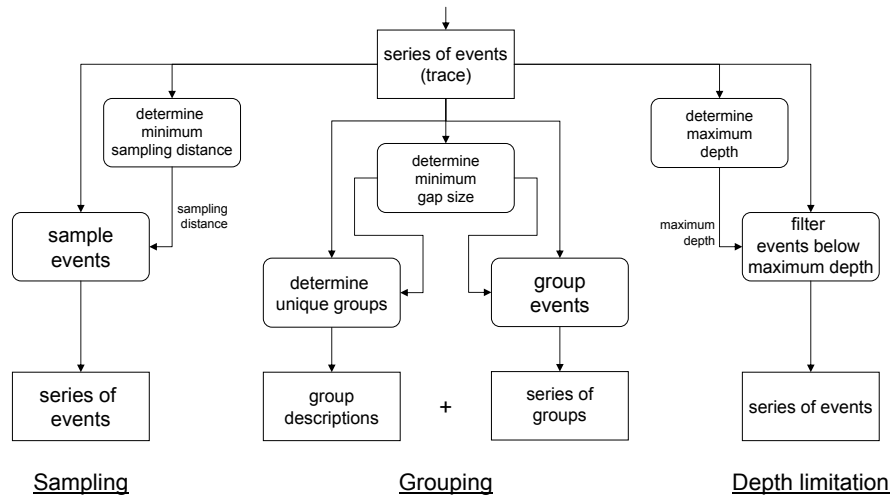 series of events
(trace)
determine
minimum
sampling distance
determine
minimum
gap size
determine
maximum
depth
sampling
distance
maximum
depth
sample
events
filter
events below
maximum depth
determine
unique groups
group
events
series of
events
group
descriptions
+
series of
groups
series of events
Sampling
Grouping
Depth limitation